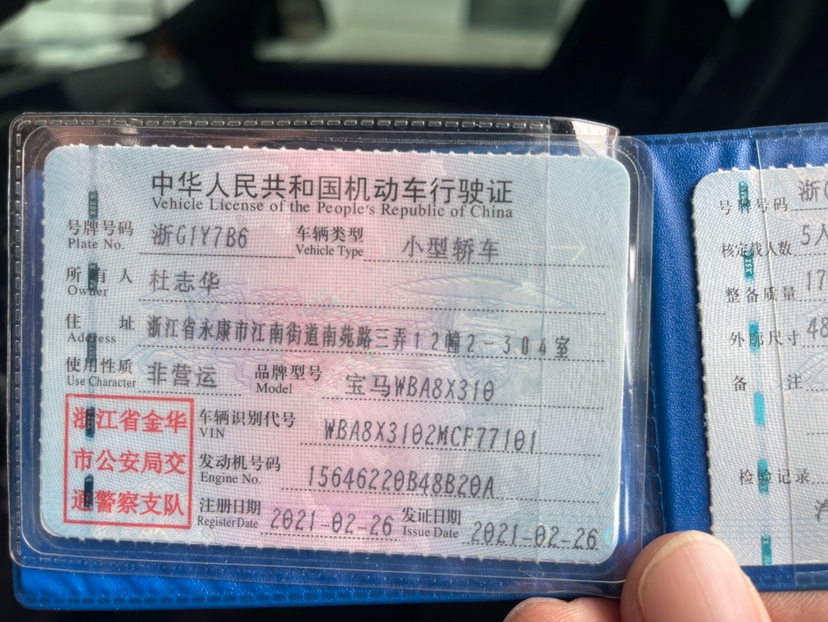 中华人民共和国机动车行驶证
Vehicle License of the People's Republic of China
号牌号码 浙G1Y7B6 车辆类型 小型轿车
Plate No. Vehicle Type
所有人 杜志华
Owner
住址 浙江省永康市江南街道南苑路三弄12幢2-304室
Address
使用性质 非营运 品牌型号 宝马WBA8X310
Use Character Model
浙江省金华
市公安局交
通警察支队
车辆识别代号 WBA8X3102MCF77101
VIN
发动机号码 15646220B48B20A
Engine No.
注册日期 2021-02-26 发证日期 2021-02-26
Register Date Issue Date
号牌号码 浙
核定载人数 5人
整备质量 17
外廓尺寸 48
备注
检验记录